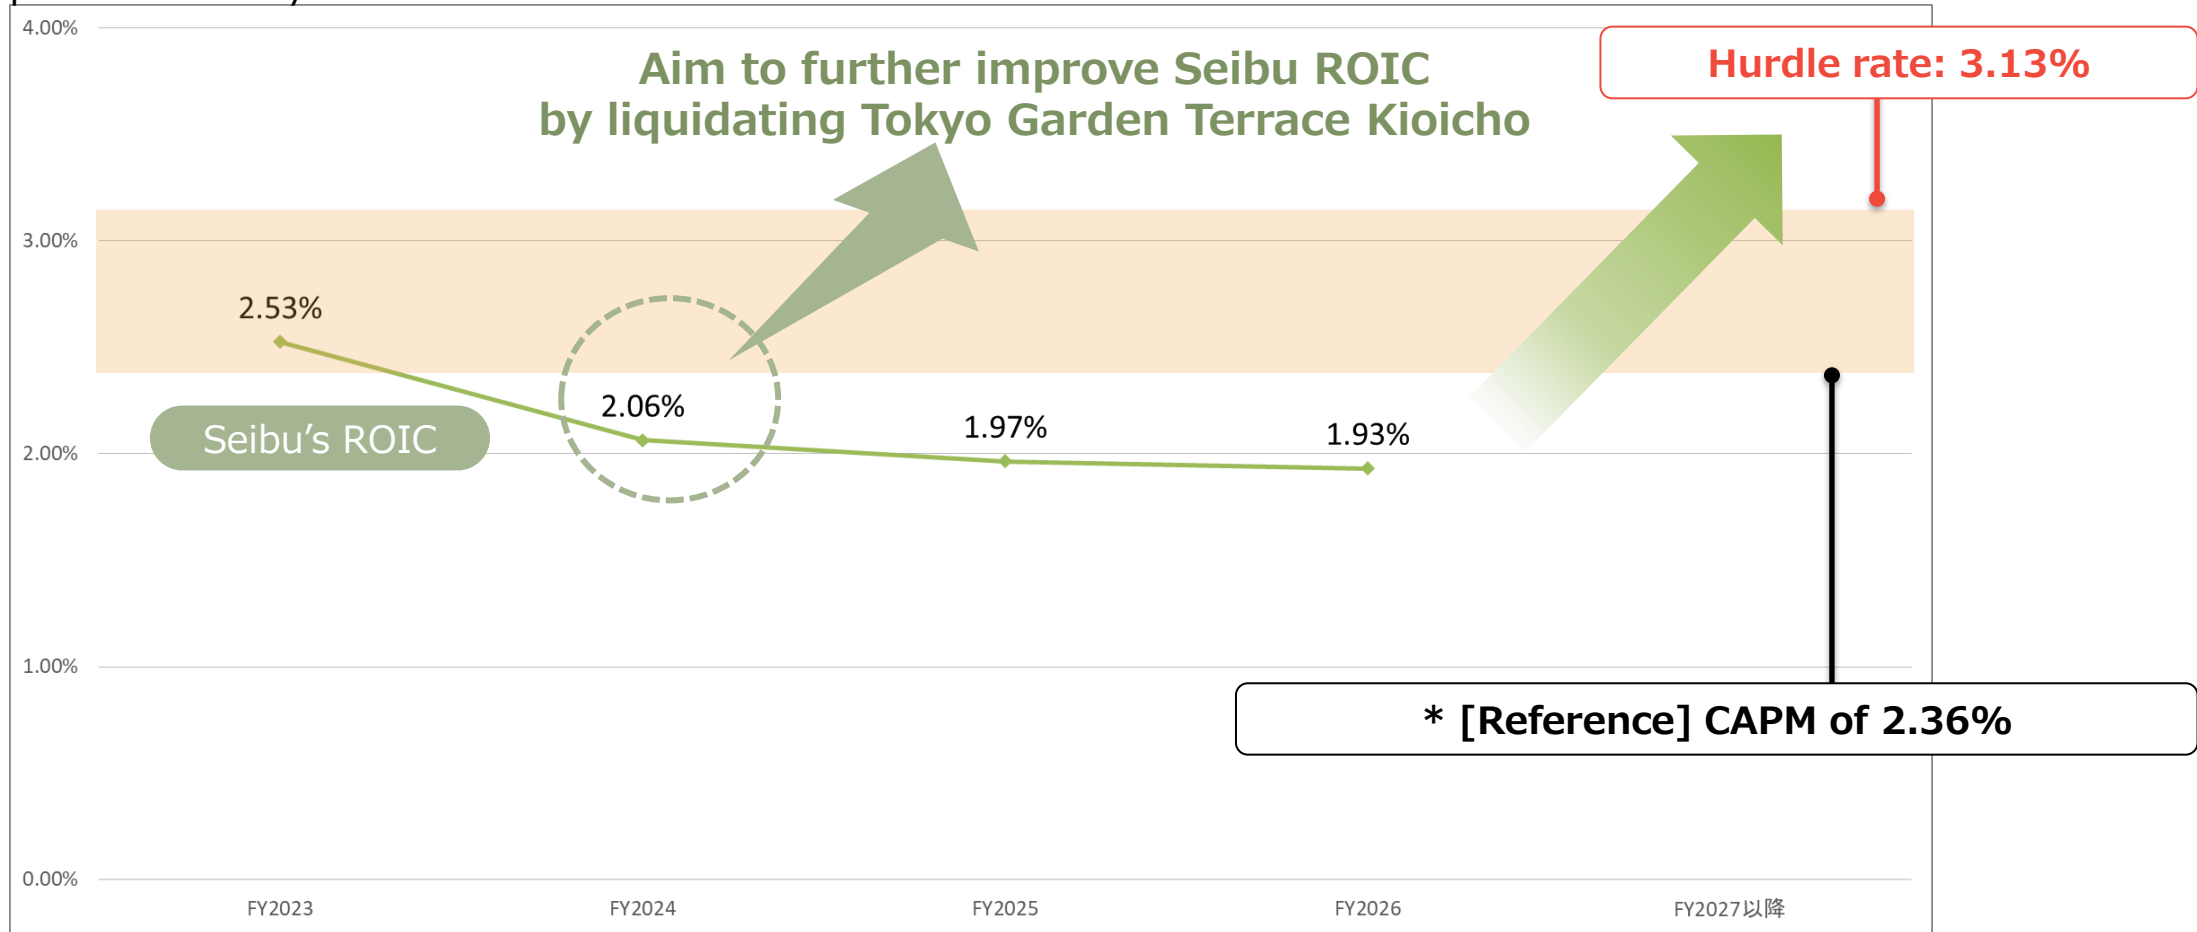 4.00%
Aim to further improve Seibu ROIC
by liquidating Tokyo Garden Terrace Kioicho
Hurdle rate: 3.13%
3.00%
2.53%
2.06%
1.97%
1.93%
Seibu's ROIC
2.00%
1.00%
* [Reference] CAPM of 2.36%
0.00%
FY2023
FY2024
FY2025
FY2026
FY2027以降